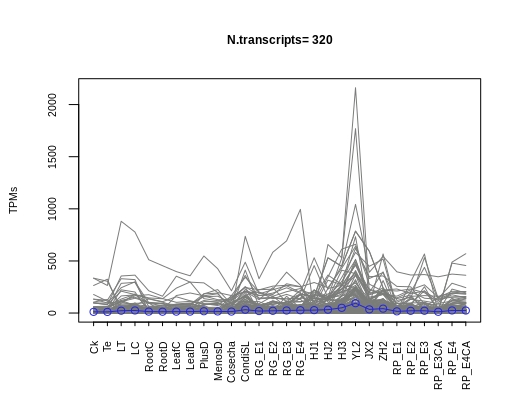 N.transcripts= 320
TPMs
2000
1500
1000
500
0
Ck
Te
LT
LC
RootC
RootD
LeafC
LeafD
PlusD
MenosD
Cosecha
CondiSL
RG_E1
RG_E2
RG_E3
RG_E4
HJ1
HJ2
HJ3
YL2
JX2
ZH2
RP_E1
RP_E2
RP_E3
RP_E3CA
RP_E4
RP_E4CA